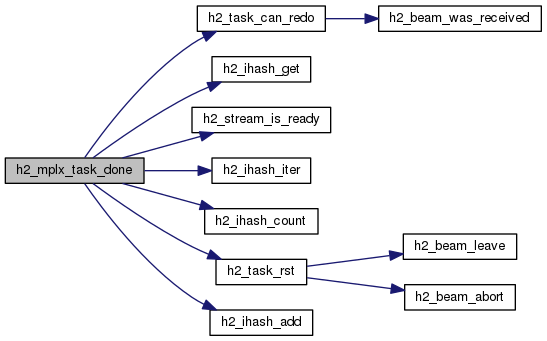 h2_task_can_redo
h2_beam_was_received
h2_ihash_get
h2_stream_is_ready
h2_mplx_task_done
h2_ihash_iter
h2_ihash_count
h2_beam_leave
h2_task_rst
h2_beam_abort
h2_ihash_add